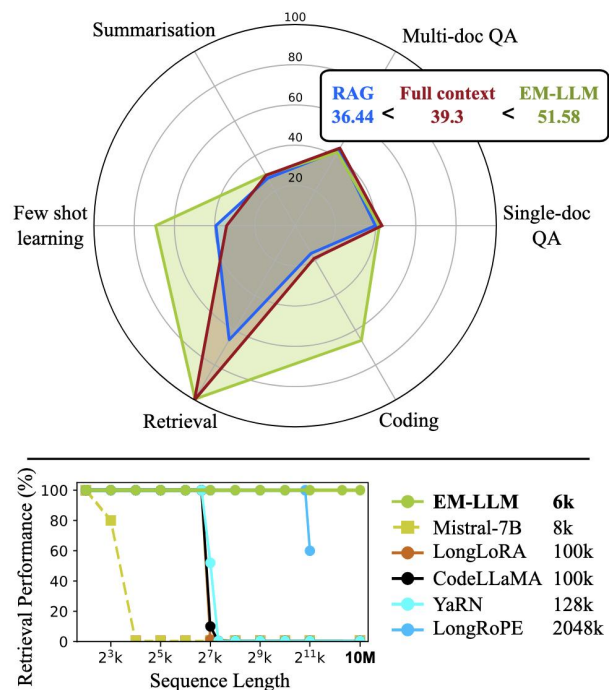 100
Summarisation
Multi-doc QA
80
RAG Full context EM-LLM
36.44 < 39.3 < 51.58
60
40
20
Few shot
learning
Single-doc
QA
Retrieval
Coding
Retrieval Performance (%)
100
80
60
40
20
0
2³k 2⁵k 2⁷k 2⁹k 2¹¹k 10M
Sequence Length
EM-LLM 6k
Mistral-7B 8k
LongLoRA 100k
CodeLLaMA 100k
YaRN 128k
LongRoPE 2048k